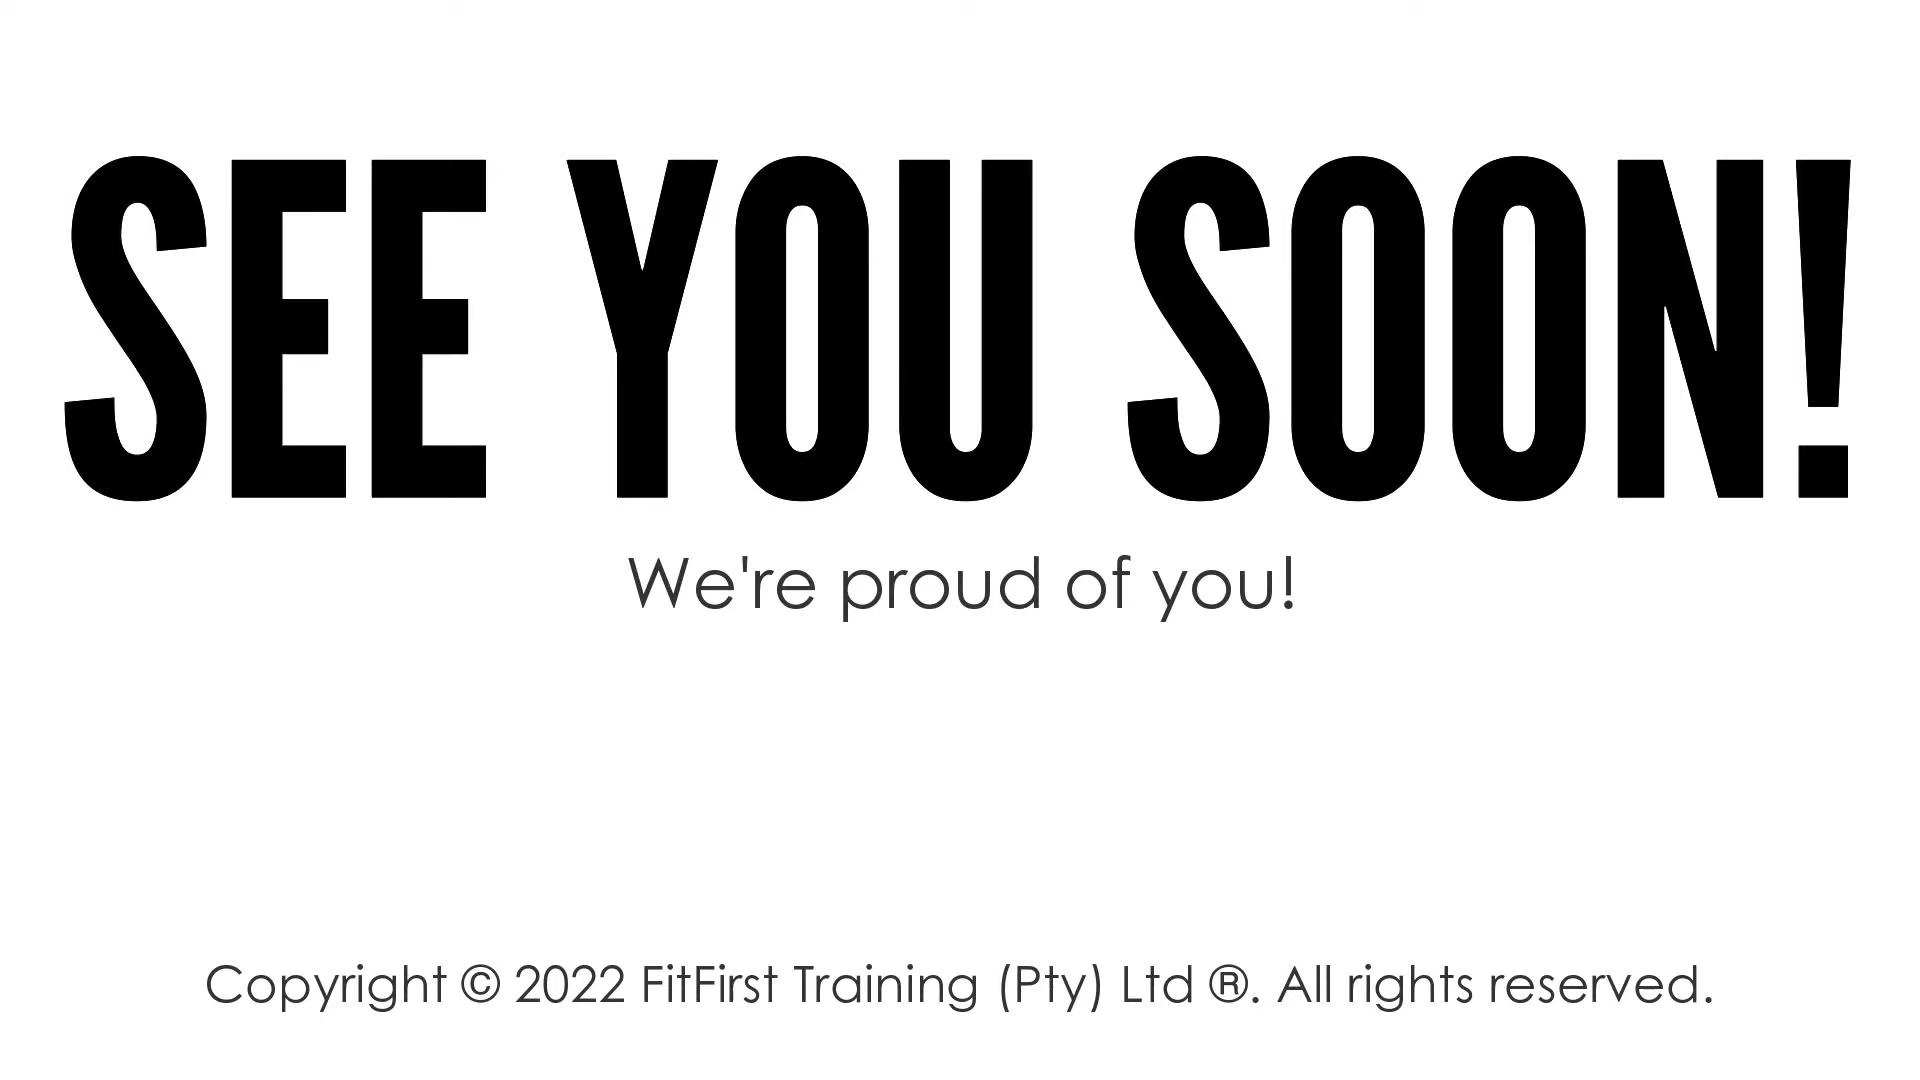 SEE YOU SOON!
We're proud of you!
Copyright © 2022 FitFirst Training (Pty) Ltd ®. All rights reserved.